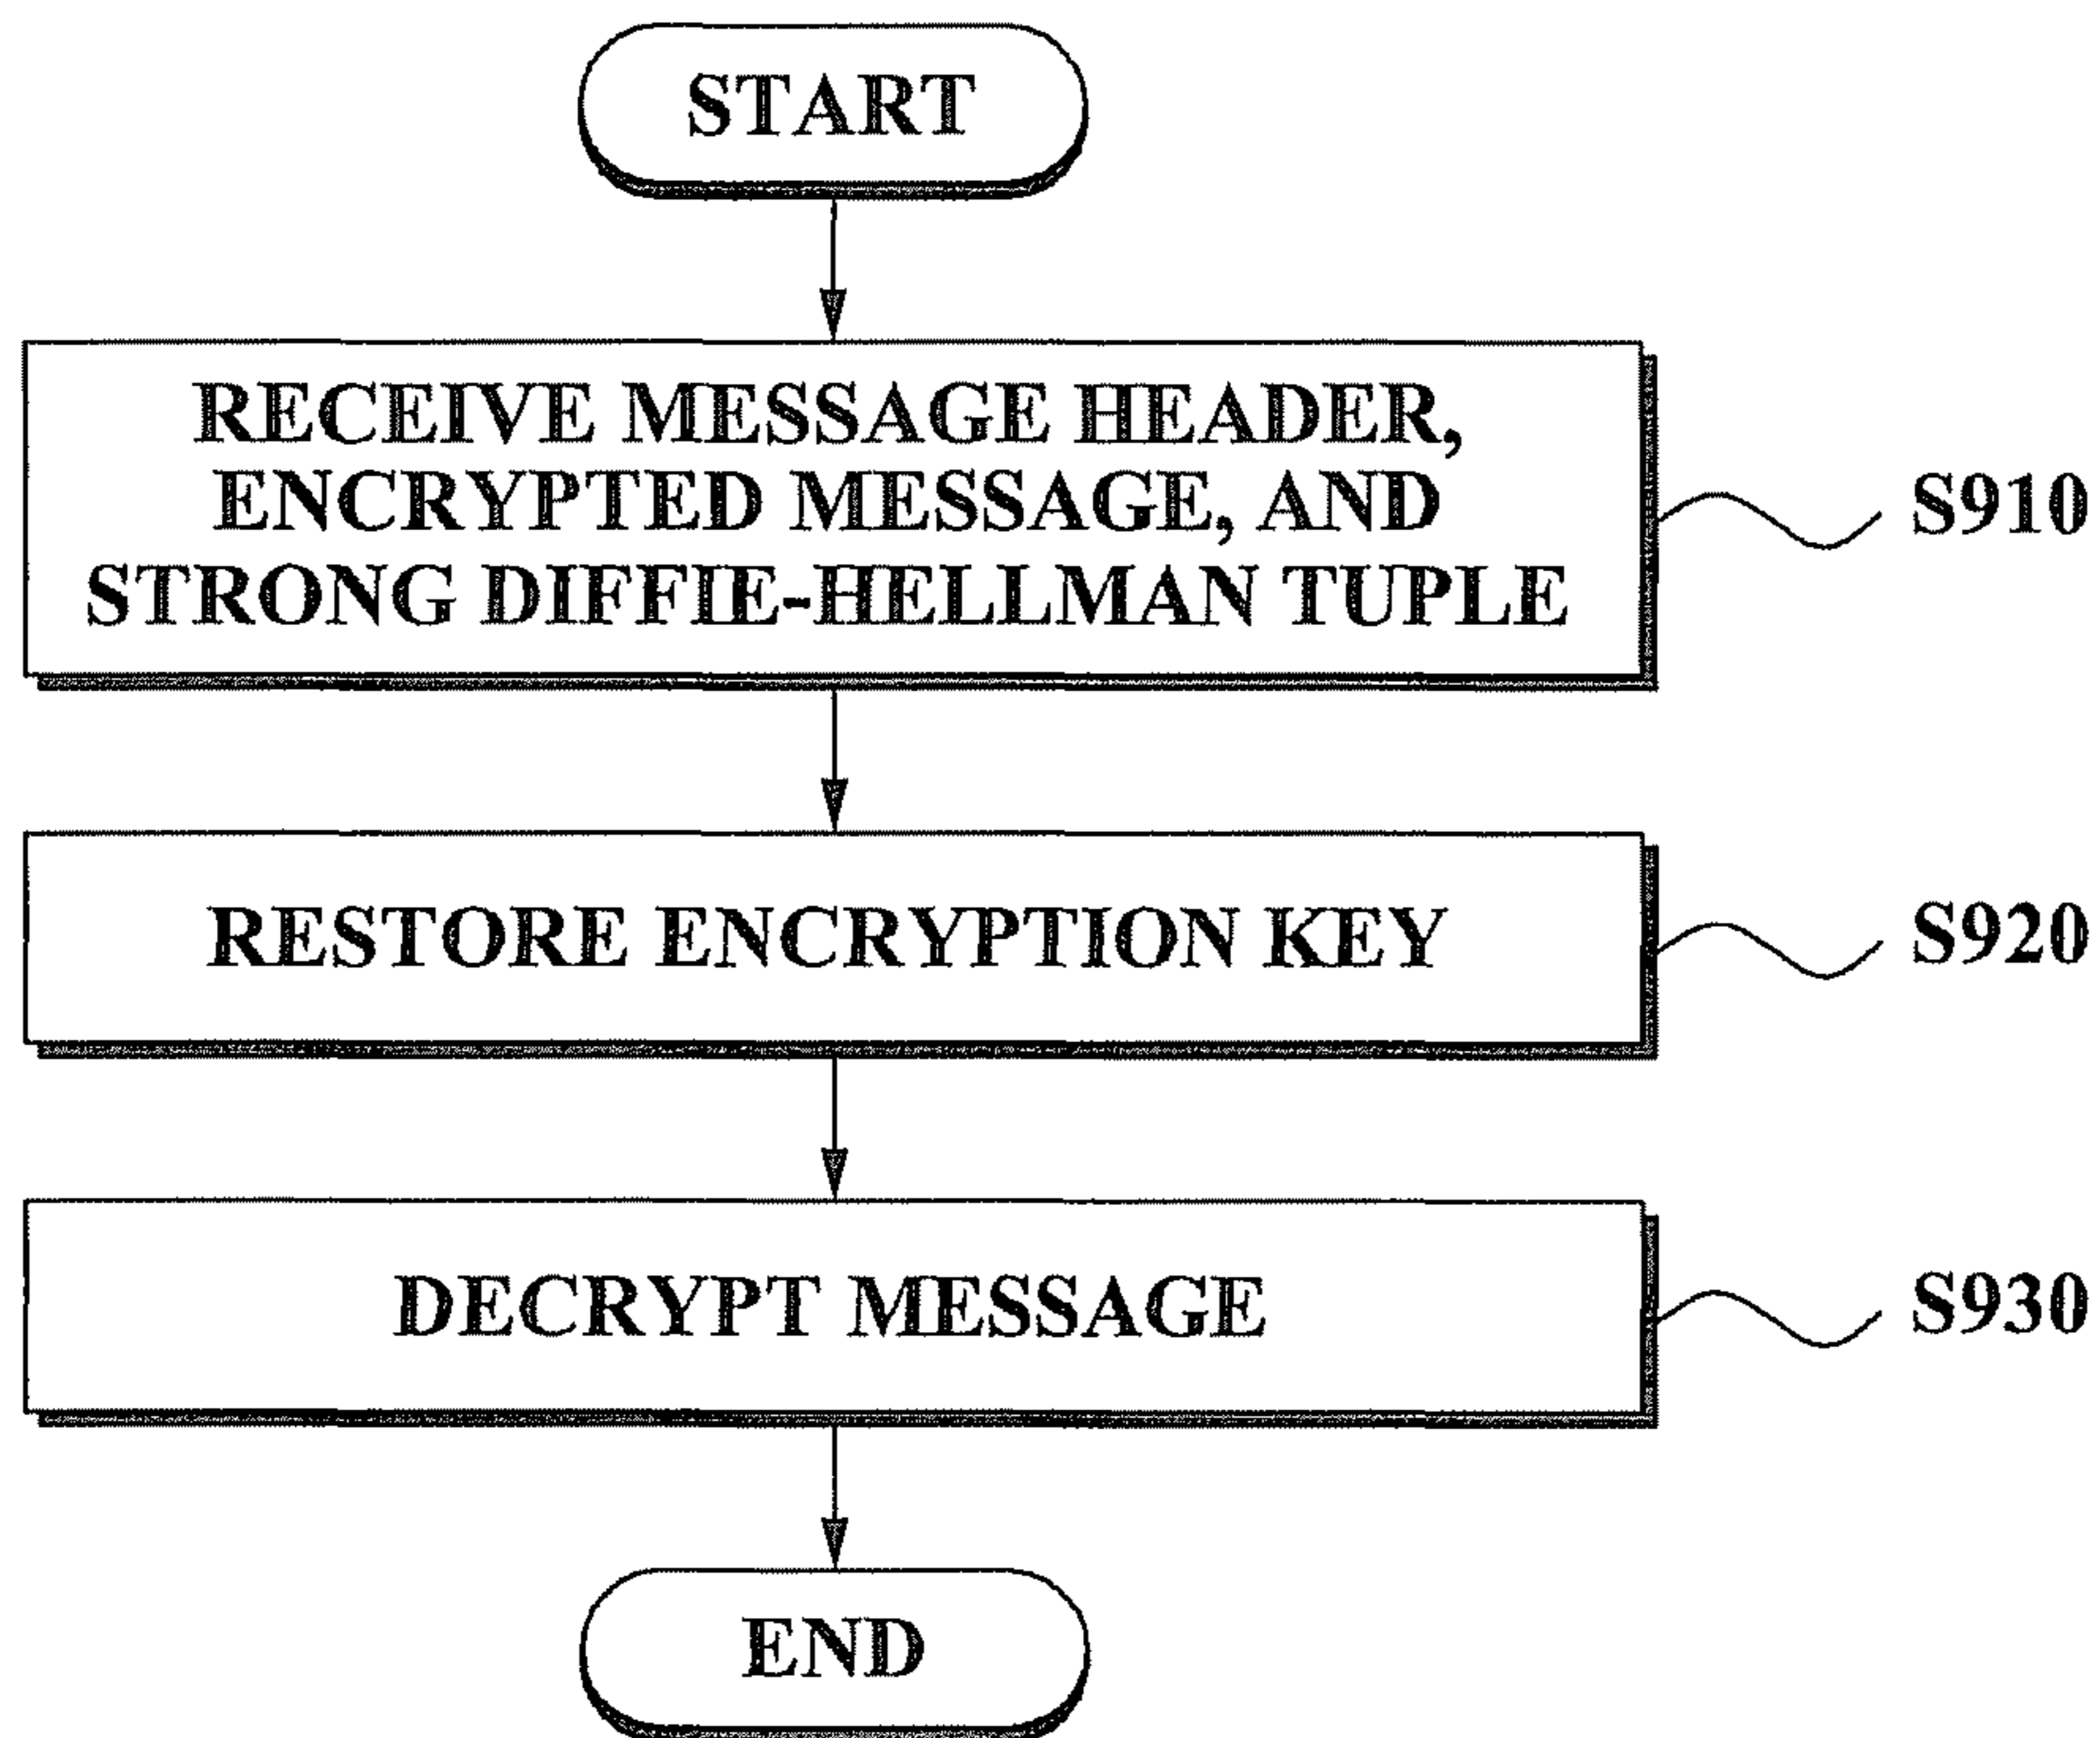 START
RECEIVE MESSAGE HEADER,
ENCRYPTED MESSAGE, AND
STRONG DIFFIE-HELLMAN TUPLE
S910
RESTORE ENCRYPTION KEY
S920
DECRYPT MESSAGE
S930
END